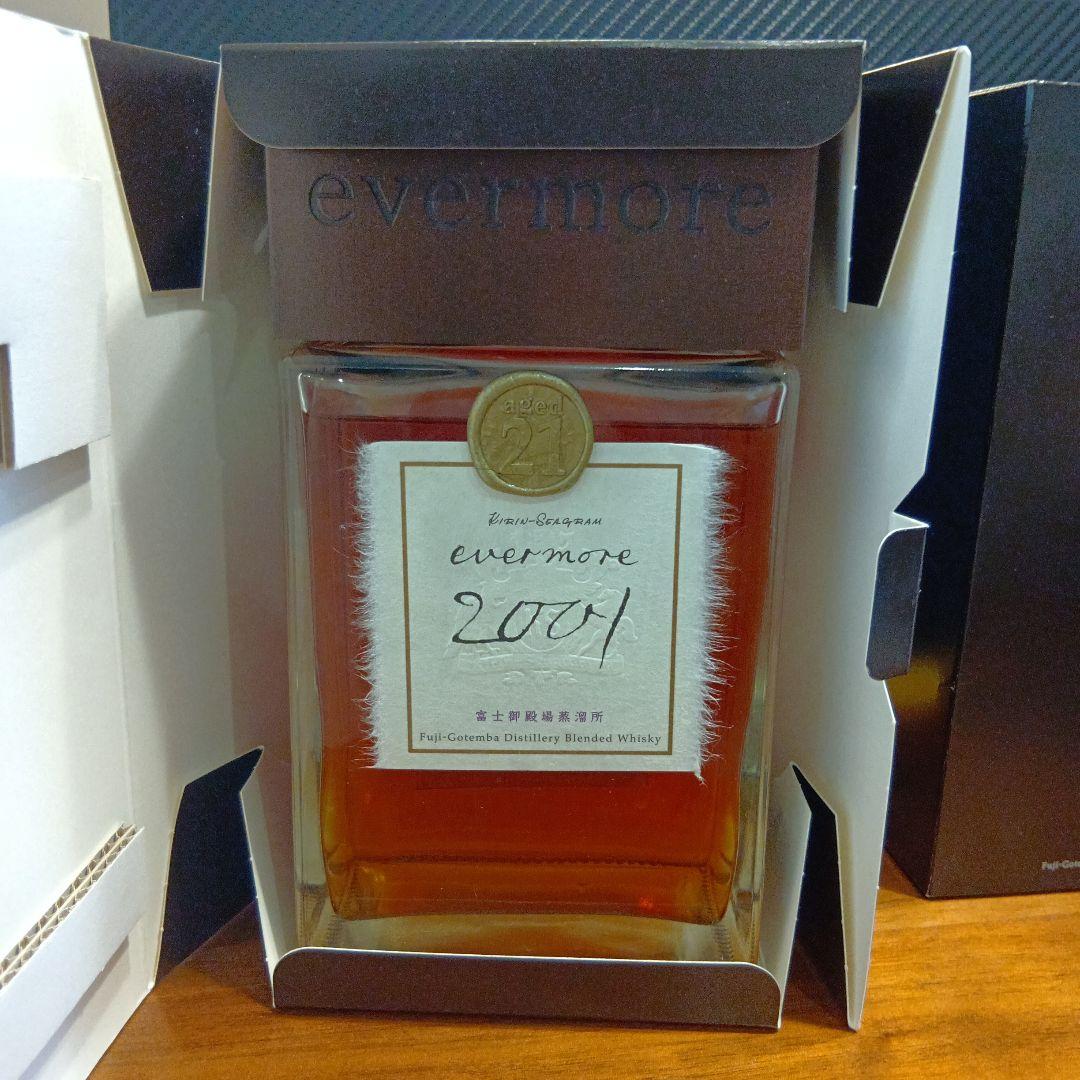 evermore
aged
21
KIRIN-SEAGRAM
evermore
2001
富士御殿場蒸溜所
Fuji-Gotemba Distillery Blended Whisky